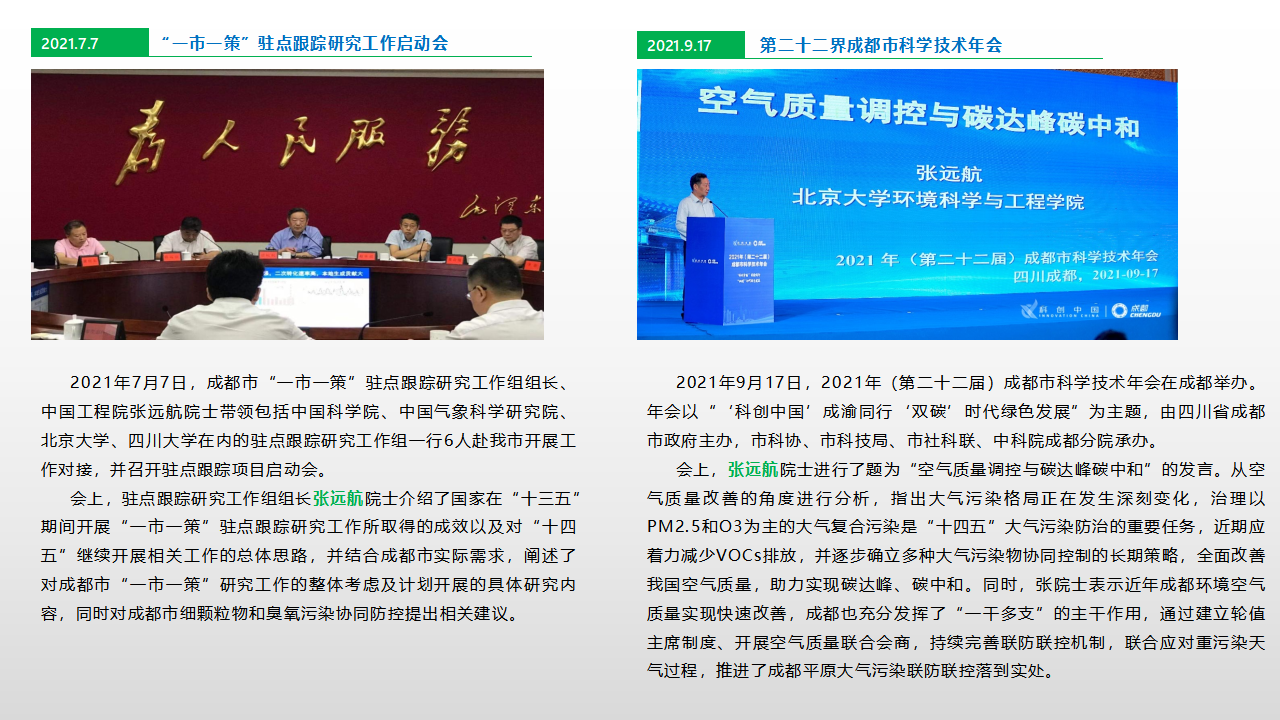 2021.7.7
“一市一策”驻点跟踪研究工作启动会
为人民服务
毛泽东
二次转化速率高，本地生成贡献大
2021年7月7日，成都市“一市一策”驻点跟踪研究工作组组长、
中国工程院张远航院士带领包括中国科学院、中国气象科学研究院、
北京大学、四川大学在内的驻点跟踪研究工作组一行6人赴我市开展工
作对接，并召开驻点跟踪项目启动会。
会上，驻点跟踪研究工作组组长张远航院士介绍了国家在“十三五”
期间开展“一市一策”驻点跟踪研究工作所取得的成效以及对“十四
五”继续开展相关工作的总体思路，并结合成都市实际需求，阐述了
对成都市“一市一策”研究工作的整体考虑及计划开展的具体研究内
容，同时对成都市细颗粒物和臭氧污染协同防控提出相关建议。
2021.9.17
第二十二界成都市科学技术年会
空气质量调控与碳达峰碳中和
张远航
北京大学环境科学与工程学院
2021 年（第二十二届）成都市科学技术年会
四川成都，2021-09-17
科创中国
INNOVATION CHINA
成都
CHENGDU
2021年（第二十二届）
成都市科学技术年会
2021年9月17日，2021年（第二十二届）成都市科学技术年会在成都举办。
年会以“‘科创中国’成渝同行‘双碳’时代绿色发展”为主题，由四川省成都
市政府主办，市科协、市科技局、市社科联、中科院成都分院承办。
会上，张远航院士进行了题为“空气质量调控与碳达峰碳中和”的发言。从空
气质量改善的角度进行分析，指出大气污染格局正在发生深刻变化，治理以
PM2.5和O3为主的大气复合污染是“十四五”大气污染防治的重要任务，近期应
着力减少VOCs排放，并逐步确立多种大气污染物协同控制的长期策略，全面改善
我国空气质量，助力实现碳达峰、碳中和。同时，张院士表示近年成都环境空气
质量实现快速改善，成都也充分发挥了“一干多支”的主干作用，通过建立轮值
主席制度、开展空气质量联合会商，持续完善联防联控机制，联合应对重污染天
气过程，推进了成都平原大气污染联防联控落到实处。